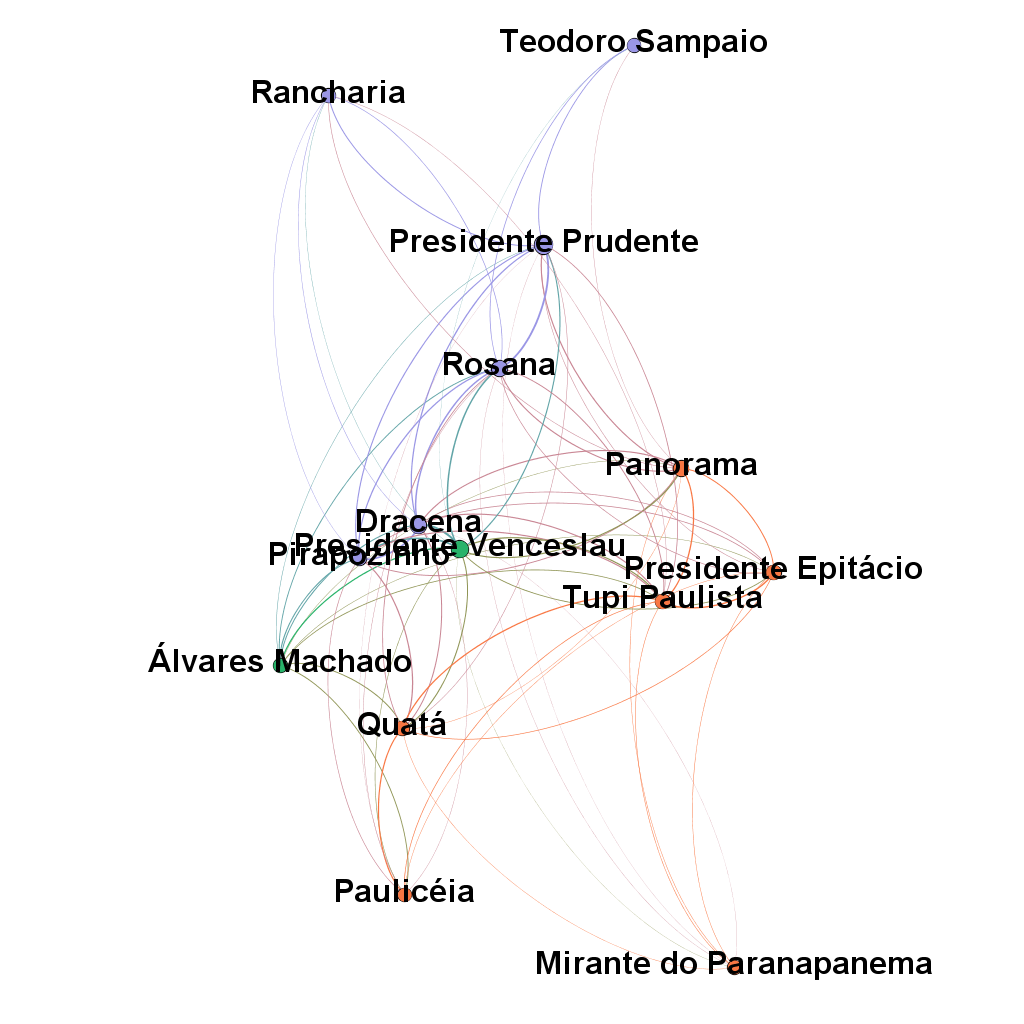 Teodoro Sampaio
Rancharia
Presidente Prudente
Rosana
Panorama
Dracena
Presidente Venceslau
Pirapozinho
Presidente Epitácio
Tupi Paulista
Álvares Machado
Quatá
Paulicéia
Mirante do Paranapanema